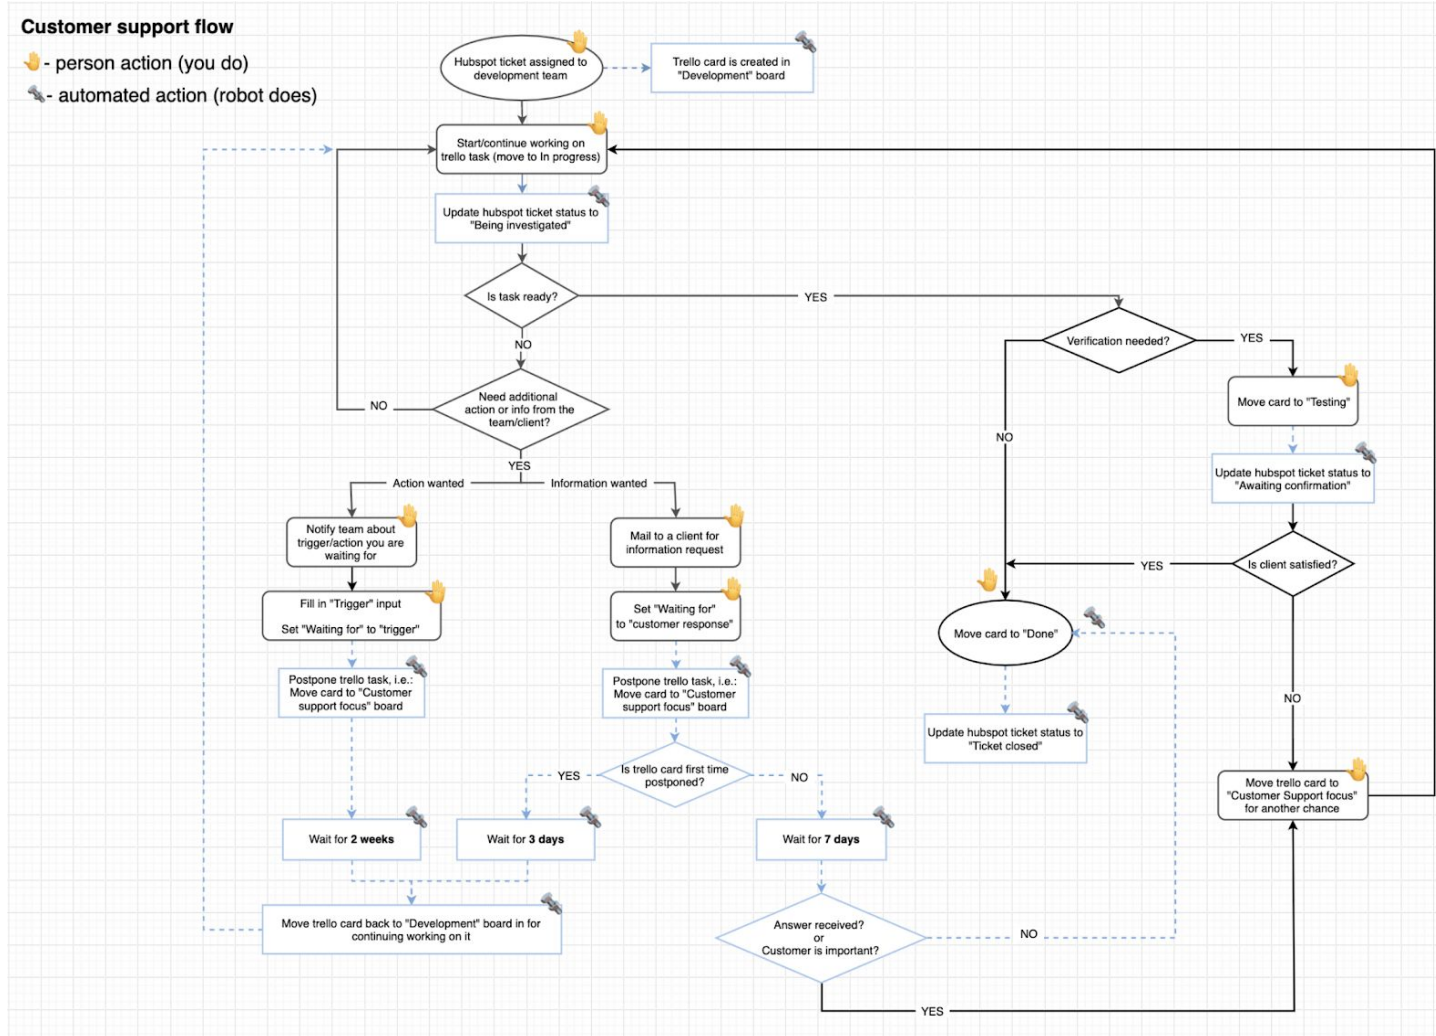 Customer support flow
- person action (you do)
- automated action (robot does)
Hubspot ticket assigned to
development team
Trello card is created in
"Development" board
Start/continue working on
trello task (move to In progress)
Update hubspot ticket status to
"Being investigated"
Is task ready?
YES
NO
Verification needed?
YES
NO
Move card to "Testing"
Update hubspot ticket status to
"Awaiting confirmation"
Need additional
action or info from the
team/client?
NO
YES
Action wanted
Information wanted
Notify team about
trigger/action you are
waiting for
Mail to a client for
information request
Is client satisfied?
YES
NO
Fill in "Trigger" input
Set "Waiting for" to "trigger"
Set "Waiting for"
to "customer response"
Move card to "Done"
Postpone trello task, i.e.:
Move card to "Customer
support focus" board
Postpone trello task, i.e.:
Move card to "Customer
support focus" board
Update hubspot ticket status to
"Ticket closed"
Is trello card first time
postponed?
YES
NO
Move trello card to
"Customer Support focus"
for another chance
Wait for 2 weeks
Wait for 3 days
Wait for 7 days
Move trello card back to "Development" board in for
continuing working on it
Answer received?
or
Customer is important?
NO
YES